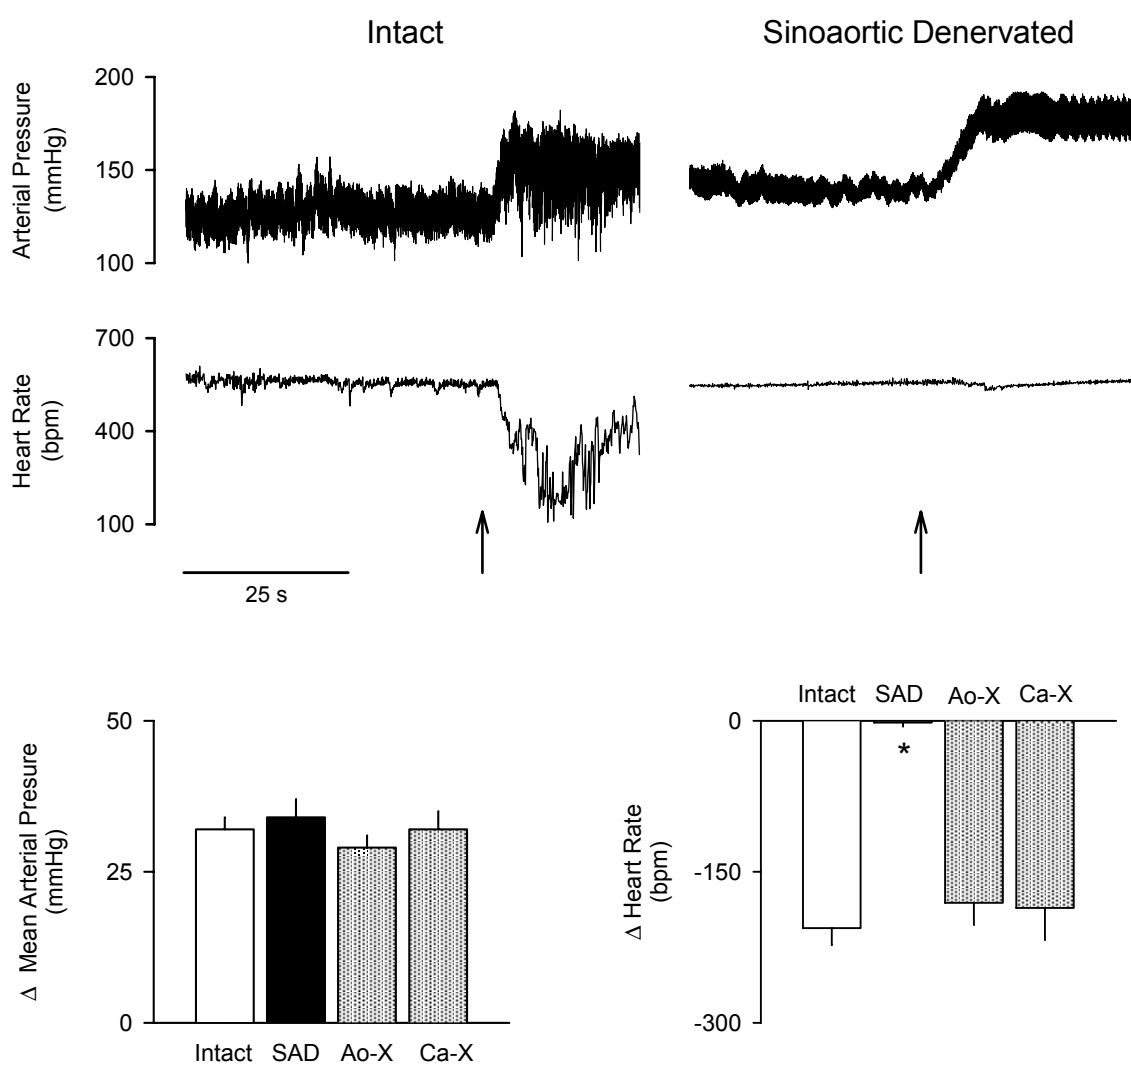 Intact
Sinoaortic Denervated
Arterial Pressure
(mmHg)
200
150
100
Heart Rate
(bpm)
700
400
100
25 s
Δ Mean Arterial Presure
(mmHg)
50
25
0
Intact SAD Ao-X Ca-X
Δ Heart Rate
(bpm)
Intact SAD Ao-X Ca-X
0
*
-150
-300